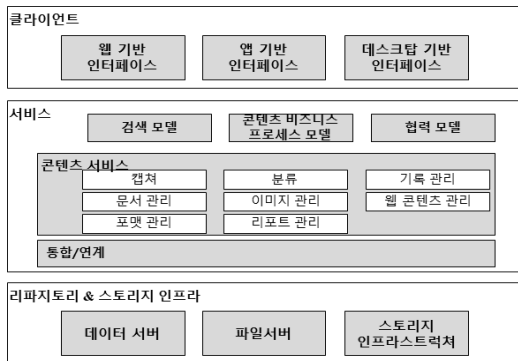 클라이언트
웹 기반
인터페이스
앱 기반
인터페이스
데스크탑 기반
인터페이스
서비스
검색 모델
콘텐츠 비즈니스
프로세스 모델
협력 모델
콘텐츠 서비스
캡쳐
분류
기록 관리
문서 관리
이미지 관리
웹 콘텐츠 관리
포맷 관리
리포트 관리
통합/연계
리파지토리 & 스토리지 인프라
데이터 서버
파일서버
스토리지
인프라스트럭쳐